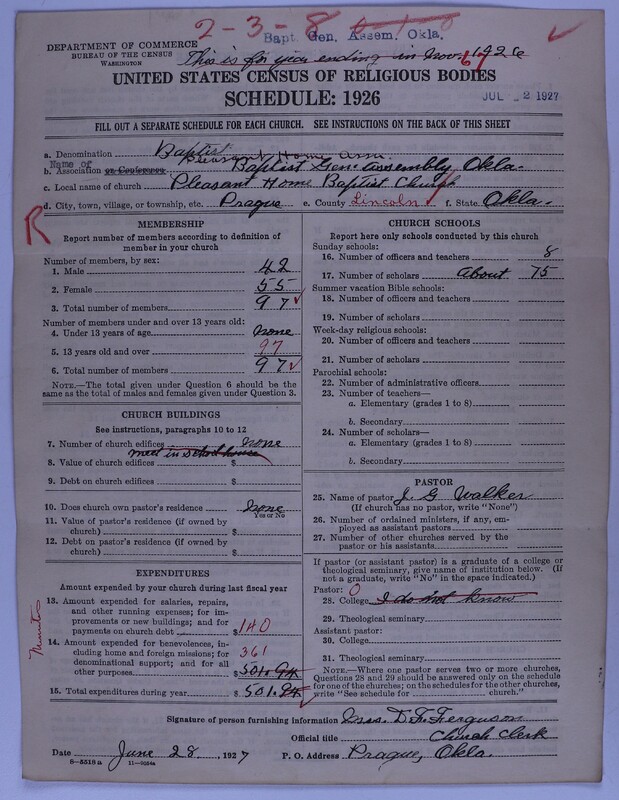 2-3-8
Bapt. Gen. Assem. Okla.
DEPARTMENT OF COMMERCE
BUREAU OF THE CENSUS
WASHINGTON
This is for year ending in Nov. 1926
UNITED STATES CENSUS OF RELIGIOUS BODIES
SCHEDULE: 1926
JUL 2 1927
FILL OUT A SEPARATE SCHEDULE FOR EACH CHURCH. SEE INSTRUCTIONS ON THE BACK OF THIS SHEET
a. Denomination Baptist
Name of
b. Association or Conference Baptist Gen. Assembly, Okla.
c. Local name of church Pleasant Home Baptist Church
d. City, town, village, or township, etc. Prague e. County Lincoln f. State Okla.
R
MEMBERSHIP
Report number of members according to definition of
member in your church
Number of members, by sex:
1. Male 42
2. Female 55
3. Total number of members 97
Number of members under and over 13 years old:
4. Under 13 years of age none
5. 13 years old and over 97
6. Total number of members 97
NOTE.—The total given under Question 6 should be
the same as the total of males and females given under Question 3.
CHURCH BUILDINGS
See instructions, paragraphs 10 to 12
7. Number of church edifices none
meet in school house
8. Value of church edifices $
9. Debt on church edifices $
10. Does church own pastor's residence none
Yes or No
11. Value of pastor's residence (if owned by
church) $
12. Debt on pastor's residence (if owned by
church) $
EXPENDITURES
Amount expended by your church during last fiscal year
13. Amount expended for salaries, repairs,
and other running expenses; for im-
provements or new buildings; and for
payments on church debt $140
Minutes
14. Amount expended for benevolences, in-
cluding home and foreign missions; for
denominational support; and for all
other purposes 361
$501.94
15. Total expenditures during year $501.94
CHURCH SCHOOLS
Report here only schools conducted by this church
Sunday schools:
16. Number of officers and teachers 8
17. Number of scholars About 75
Summer vacation Bible schools:
18. Number of officers and teachers
19. Number of scholars
Week-day religious schools:
20. Number of officers and teachers
21. Number of scholars
Parochial schools:
22. Number of administrative officers
23. Number of teachers—
a. Elementary (grades 1 to 8)
b. Secondary
24. Number of scholars—
a. Elementary (grades 1 to 8)
b. Secondary
PASTOR
25. Name of pastor J. G. Walker
(If church has no pastor, write "None")
26. Number of ordained ministers, if any, em-
ployed as assistant pastors
27. Number of other churches served by the
pastor or his assistants
If pastor (or assistant pastor) is a graduate of a college or
theological seminary, give name of institution below. (If
not a graduate, write "No" in the space indicated.)
Pastor: 0
28. College I do not know
29. Theological seminary
Assistant pastor:
30. College
31. Theological seminary
NOTE.—Where one pastor serves two or more churches,
Questions 28 and 29 should be answered only on the schedule
for one of the churches; on the schedules for the other churches,
write "See schedule for church."
Signature of person furnishing information Mrs. D. F. Ferguson
Official title Church Clerk
Date June 28, 1927 P. O. Address Prague, Okla.
8-5518 a